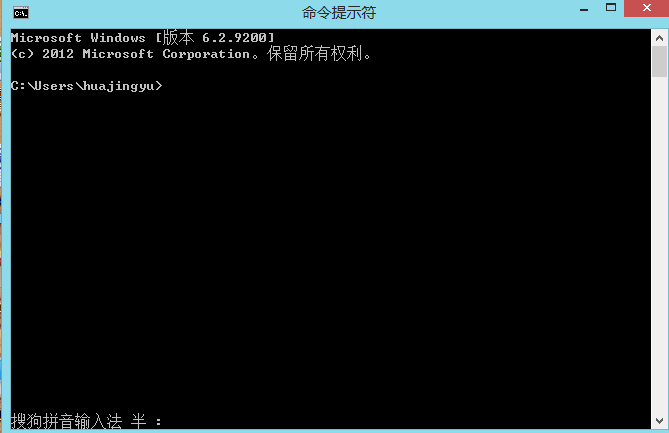 命令提示符
Microsoft Windows [版本 6.2.9200]
(c) 2012 Microsoft Corporation。保留所有权利。
C:\Users\huajingyu>
搜狗拼音输入法 半 :